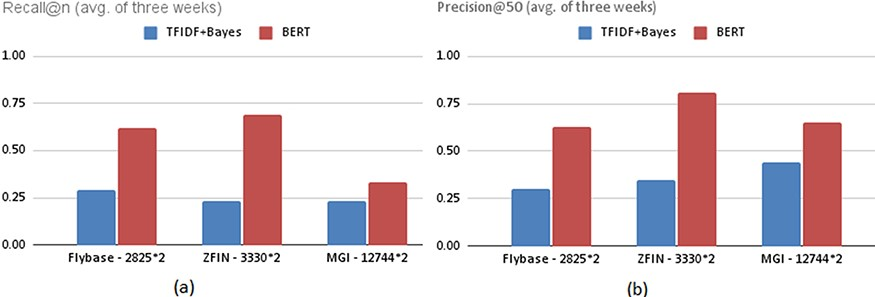 Recall@n (avg. of three weeks)
TFIDF+Bayes BERT
1.00
0.75
0.50
0.25
0.00
Flybase - 2825*2 ZFIN - 3330*2 MGI - 12744*2
(a)
Precision@50 (avg. of three weeks)
TFIDF+Bayes BERT
1.00
0.75
0.50
0.25
0.00
Flybase - 2825*2 ZFIN - 3330*2 MGI - 12744*2
(b)